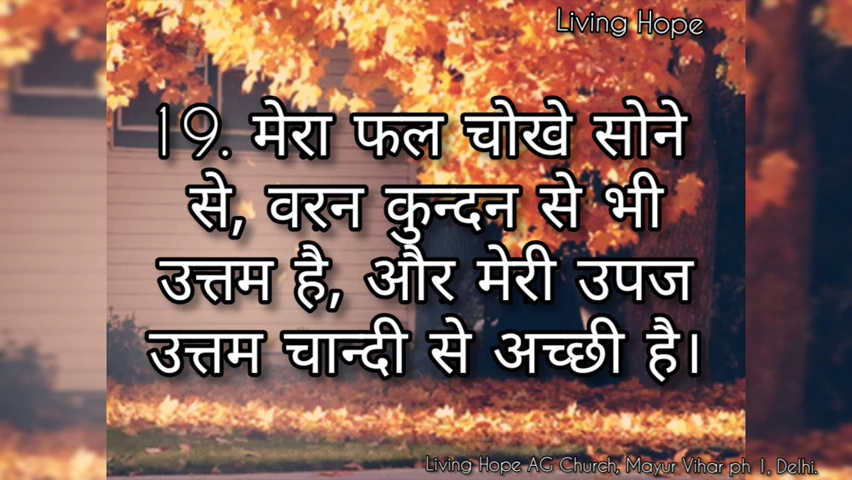 Living Hope
19. मेरा फल चोखे सोने
से, वरन कुन्दन से भी
उत्तम है, और मेरी उपज
उत्तम चान्दी से अच्छी है।
Living Hope AG Church, Mayur Vihar ph 1, Delhi.